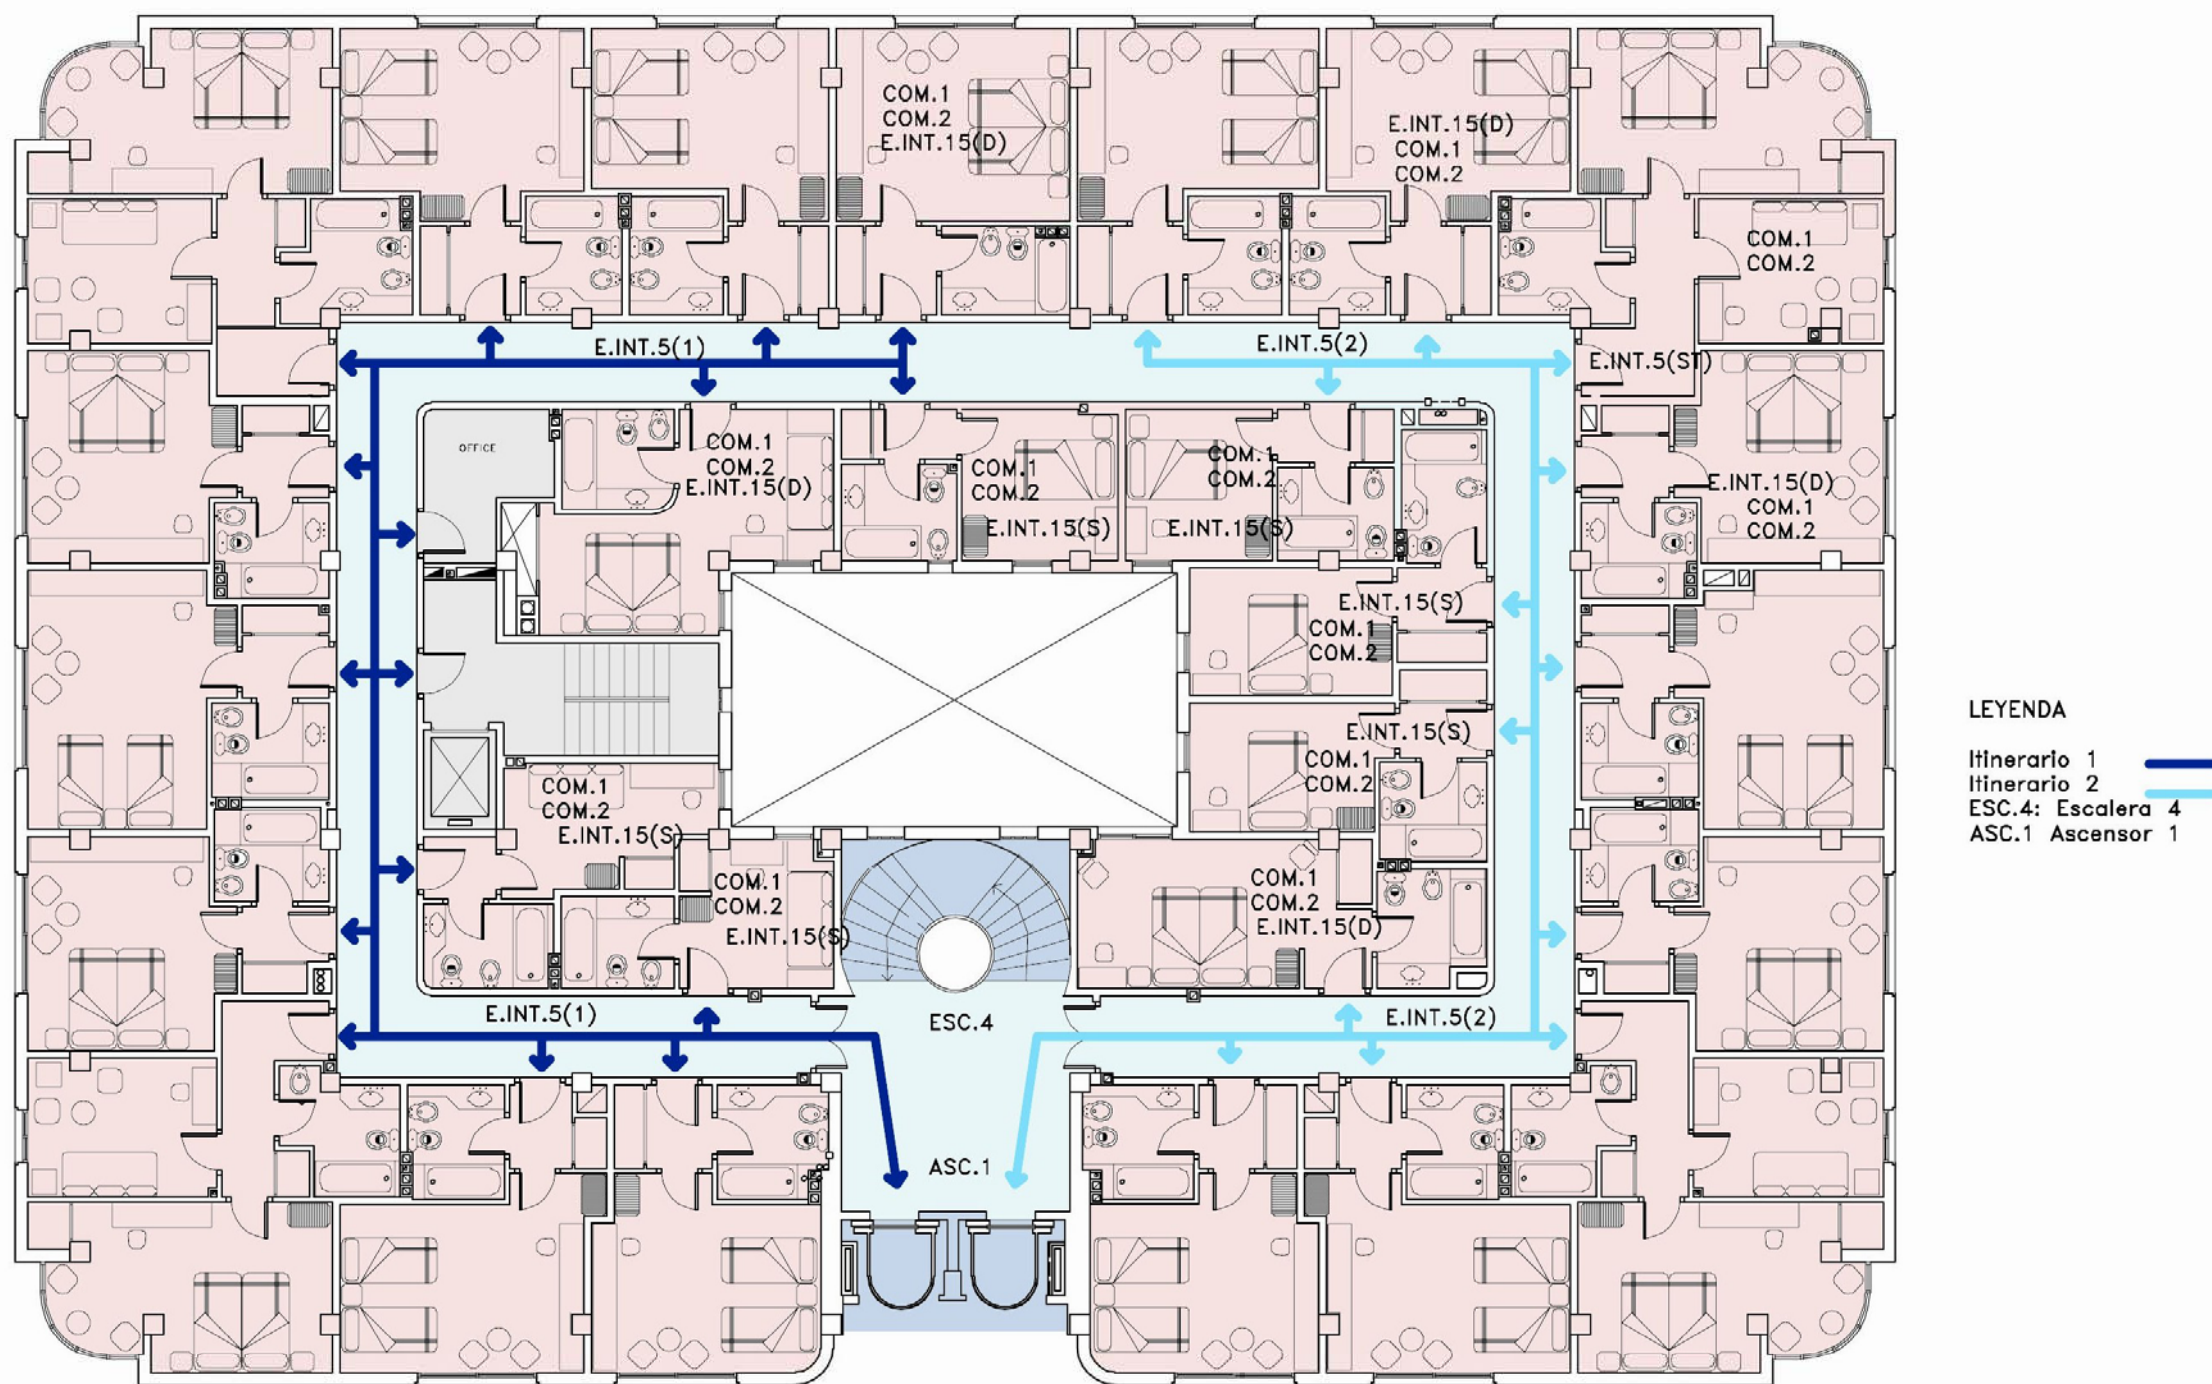 COM.1
COM.2
E.INT.15(D)
E.INT.15(D)
COM.1
COM.2
COM.1
COM.2
E.INT.5(1)
E.INT.5(2)
E.INT.5(ST)
OFFICE
COM.1
COM.2
E.INT.15(D)
COM.1
COM.2
E.INT.15(S)
COM.1
COM.2
E.INT.15(S)
E.INT.15(D)
COM.1
COM.2
E.INT.15(S)
COM.1
COM.2
E.INT.15(S)
COM.1
COM.2
COM.1
COM.2
E.INT.15(S)
COM.1
COM.2
E.INT.15(S)
COM.1
COM.2
E.INT.15(D)
E.INT.5(1)
ESC.4
E.INT.5(2)
ASC.1
LEYENDA
Itinerario 1
Itinerario 2
ESC.4: Escalera 4
ASC.1 Ascensor 1